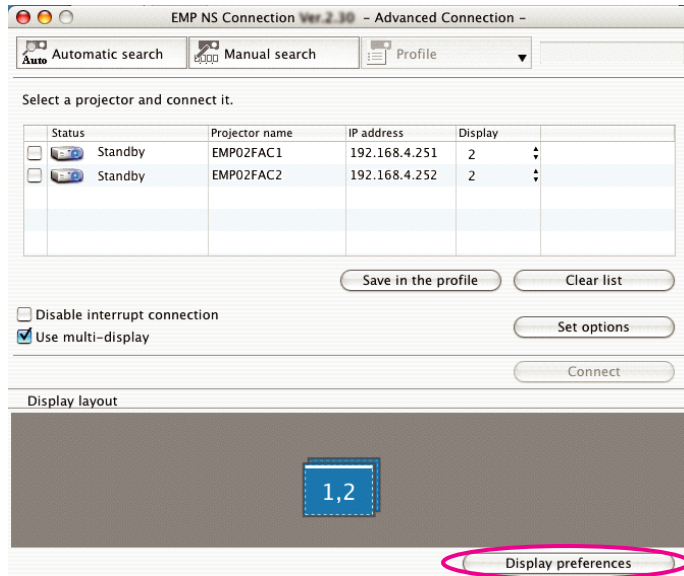 EMP NS Connection Ver.2.30 – Advanced Connection –
Auto Automatic search Manual search Profile
Select a projector and connect it.
Status Projector name IP address Display
Standby EMP02FAC1 192.168.4.251 2
Standby EMP02FAC2 192.168.4.252 2
Save in the profile Clear list
Disable interrupt connection
Set options
Use multi-display
Connect
Display layout
1,2
Display preferences